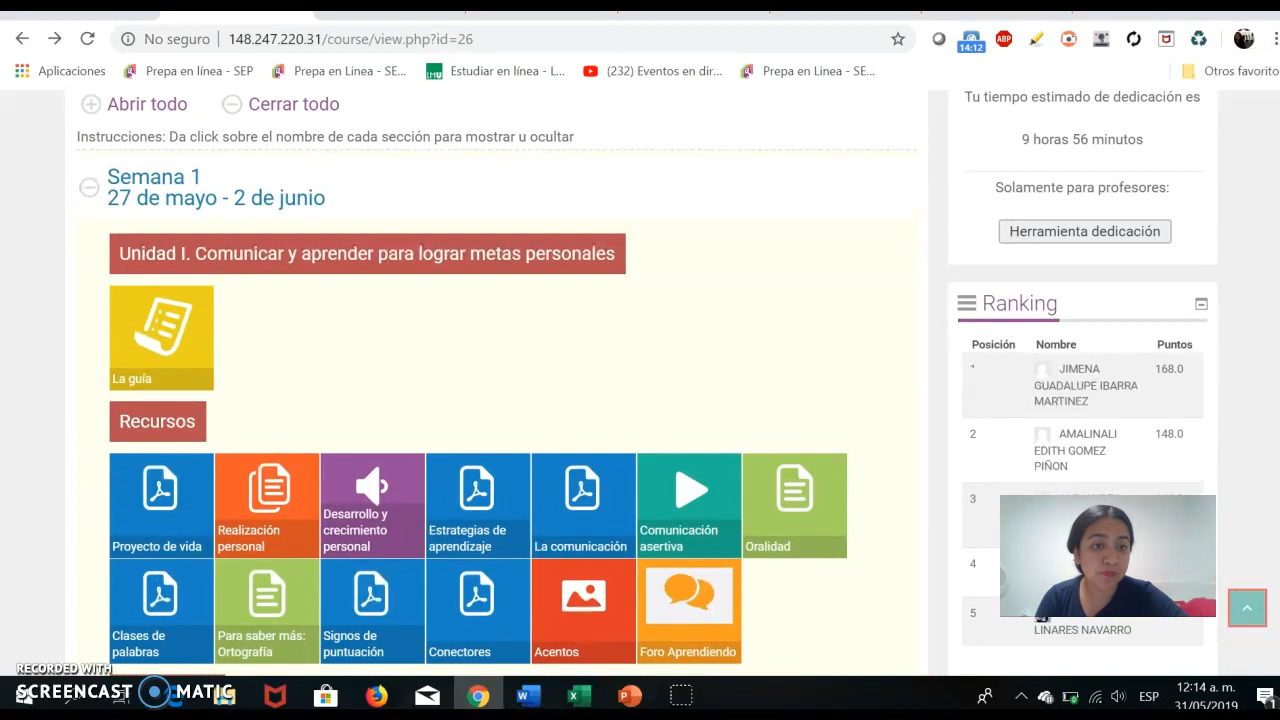 No seguro
148.247.220.31/course/view.php?id=26
14:12
ABP
Aplicaciones
Prepa en línea - SEP
Prepa en Linea - SE...
Estudiar en línea - L...
(232) Eventos en dir...
Prepa en Linea - SE...
Otros favorito
Abrir todo
Cerrar todo
Instrucciones: Da click sobre el nombre de cada sección para mostrar u ocultar
Semana 1
27 de mayo - 2 de junio
Unidad I. Comunicar y aprender para lograr metas personales
La guía
Recursos
Proyecto de vida
Realización
personal
Desarrollo y
crecimiento
personal
Estrategias de
aprendizaje
La comunicación
Comunicación
asertiva
Oralidad
Clases de
palabras
Para saber más:
Ortografía
Signos de
puntuación
Conectores
Acentos
Foro Aprendiendo
Tu tiempo estimado de dedicación es
9 horas 56 minutos
Solamente para profesores:
Herramienta dedicación
Ranking
Posición Nombre Puntos
JIMENA 168.0
GUADALUPE IBARRA
MARTINEZ
2 AMALINALI 148.0
EDITH GOMEZ
PIÑON
3
4
5
LINARES NAVARRO
RECORDED WITH
SCREENCAST MATIC
ESP
12:14 a. m.
31/05/2019